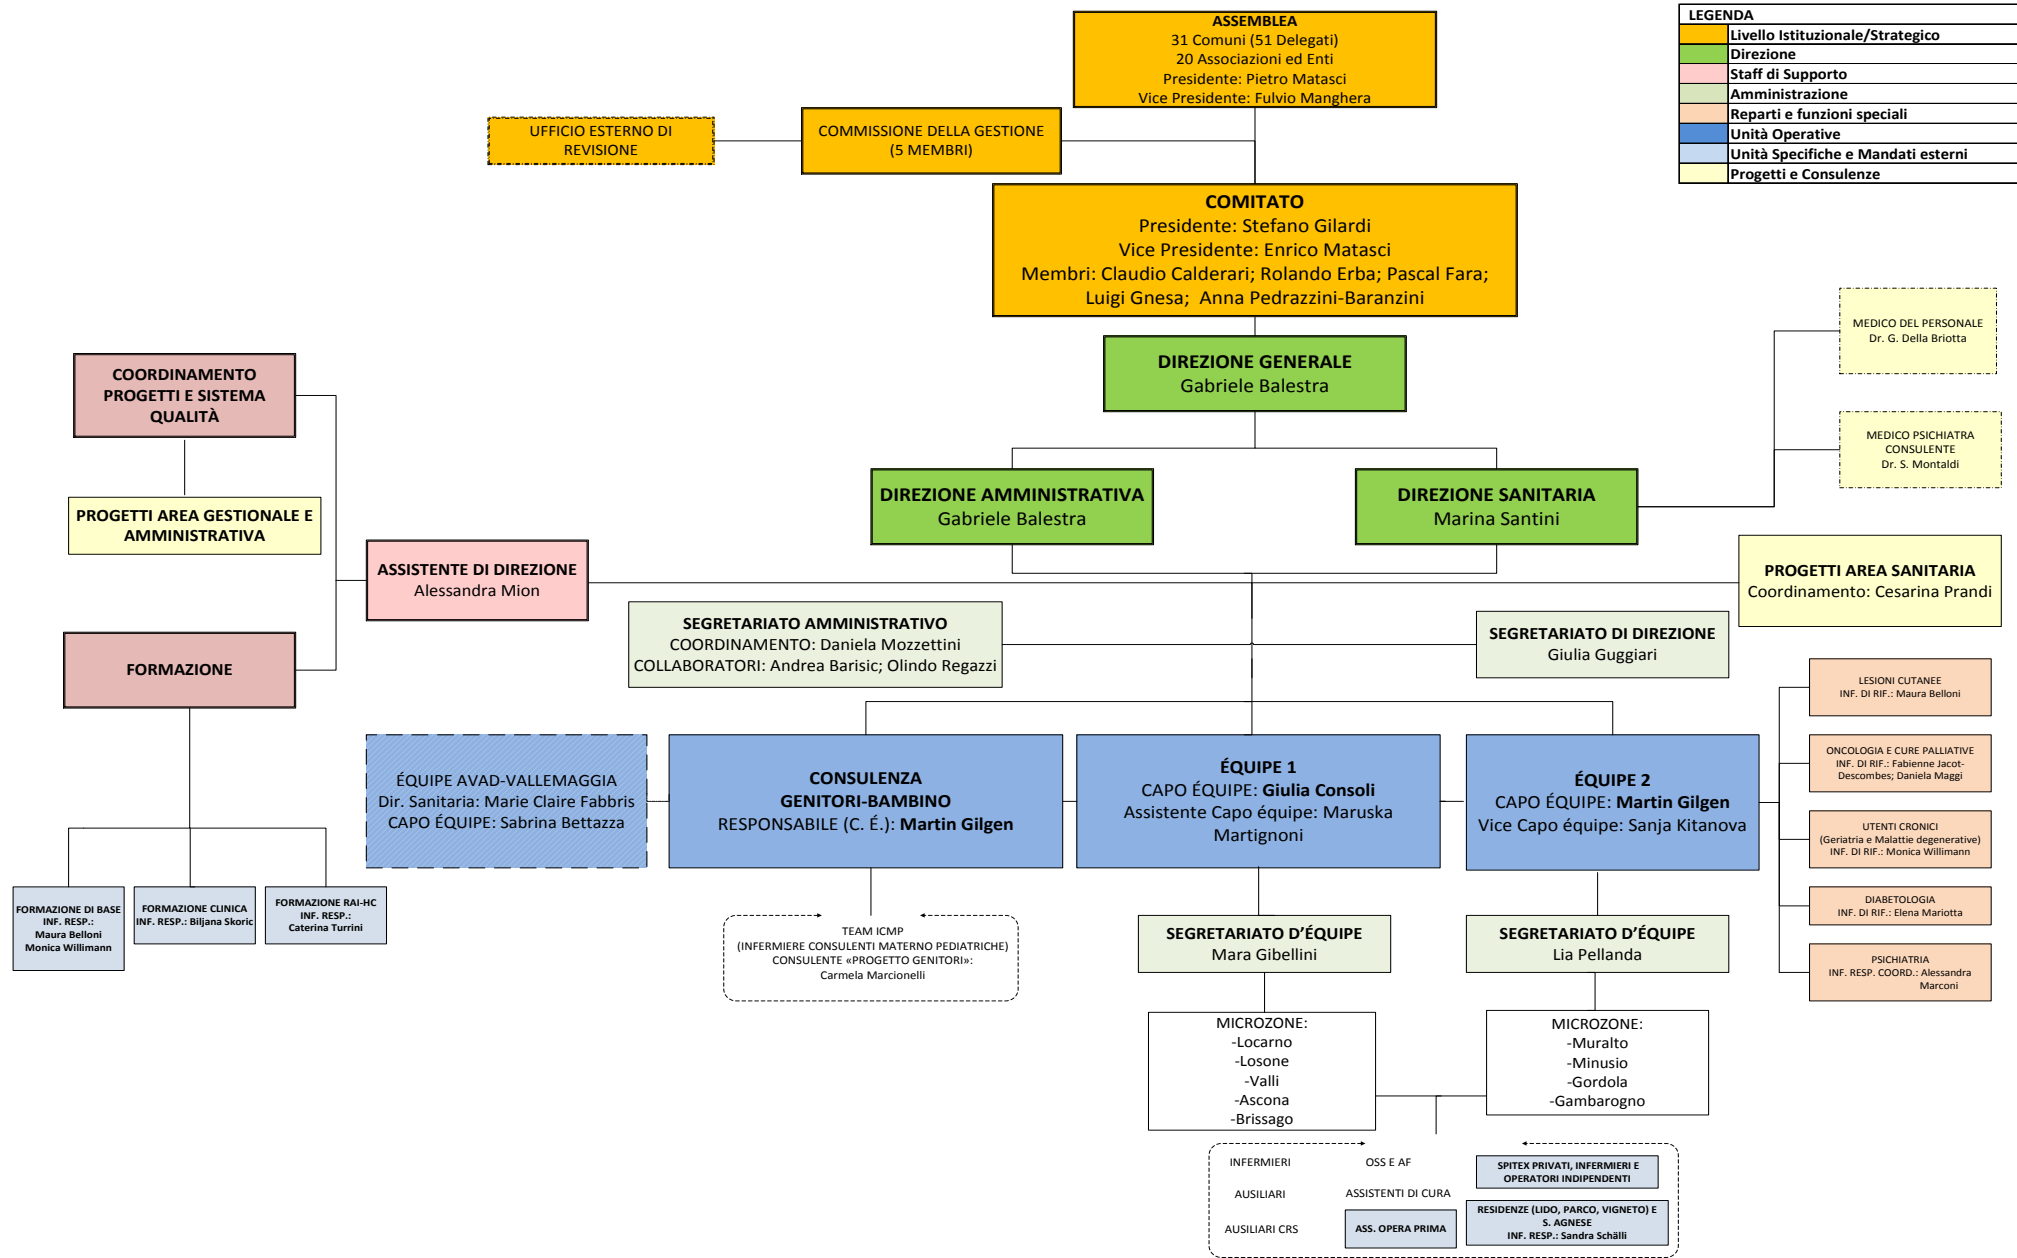 ASSEMBLEA
31 Comuni (51 Delegati)
20 Associazioni ed Enti
Presidente: Pietro Matasci
Vice Presidente: Fulvio Manghera
LEGENDA
Livello Istituzionale/Strategico
Direzione
Staff di Supporto
Amministrazione
Reparti e funzioni speciali
Unità Operative
Unità Specifiche e Mandati esterni
Progetti e Consulenze
UFFICIO ESTERNO DI
REVISIONE
COMMISSIONE DELLA GESTIONE
(5 MEMBRI)
COMITATO
Presidente: Stefano Gilardi
Vice Presidente: Enrico Matasci
Membri: Claudio Calderari; Rolando Erba; Pascal Fara;
Luigi Gnesa; Anna Pedrazzini-Baranzini
MEDICO DEL PERSONALE
Dr. G. Della Briotta
DIREZIONE GENERALE
Gabriele Balestra
COORDINAMENTO
PROGETTI E SISTEMA
QUALITÀ
MEDICO PSICHIATRA
CONSULENTE
Dr. S. Montaldi
DIREZIONE AMMINISTRATIVA
Gabriele Balestra
DIREZIONE SANITARIA
Marina Santini
PROGETTI AREA GESTIONALE E
AMMINISTRATIVA
ASSISTENTE DI DIREZIONE
Alessandra Mion
PROGETTI AREA SANITARIA
Coordinamento: Cesarina Prandi
SEGRETARIATO AMMINISTRATIVO
COORDINAMENTO: Daniela Mozzettini
COLLABORATORI: Andrea Barisic; Olindo Regazzi
SEGRETARIATO DI DIREZIONE
Giulia Guggiari
FORMAZIONE
LESIONI CUTANEE
INF. DI RIF.: Maura Belloni
ONCOLOGIA E CURE PALLIATIVE
INF. DI RIF.: Fabienne Jacot-
Descombes; Daniela Maggi
UTENTI CRONICI
(Geriatria e Malattie degenerative)
INF. DI RIF.: Monica Willimann
DIABETOLOGIA
INF. DI RIF.: Elena Mariotta
PSICHIATRIA
INF. RESP. COORD.: Alessandra
Marconi
ÉQUIPE AVAD-VALLEMAGGIA
Dir. Sanitaria: Marie Claire Fabbris
CAPO ÉQUIPE: Sabrina Bettazza
CONSULENZA
GENITORI-BAMBINO
RESPONSABILE (C. É.): Martin Gilgen
ÉQUIPE 1
CAPO ÉQUIPE: Giulia Consoli
Assistente Capo équipe: Maruska
Martignoni
ÉQUIPE 2
CAPO ÉQUIPE: Martin Gilgen
Vice Capo équipe: Sanja Kitanova
FORMAZIONE DI BASE
INF. RESP.:
Maura Belloni
Monica Willimann
FORMAZIONE CLINICA
INF. RESP.: Biljana Skoric
FORMAZIONE RAI-HC
INF. RESP.:
Caterina Turrini
TEAM ICMP
(INFERMIERE CONSULENTI MATERNO PEDIATRICHE)
CONSULENTE «PROGETTO GENITORI»:
Carmela Marcionelli
SEGRETARIATO D’ÉQUIPE
Mara Gibellini
SEGRETARIATO D’ÉQUIPE
Lia Pellanda
MICROZONE:
-Locarno
-Losone
-Valli
-Ascona
-Brissago
MICROZONE:
-Muralto
-Minusio
-Gordola
-Gambarogno
INFERMIERI
OSS E AF
SPITEX PRIVATI, INFERMIERI E
OPERATORI INDIPENDENTI
AUSILIARI
ASSISTENTI DI CURA
AUSILIARI CRS
ASS. OPERA PRIMA
RESIDENZE (LIDO, PARCO, VIGNETO) E
S. AGNESE
INF. RESP.: Sandra Schälli